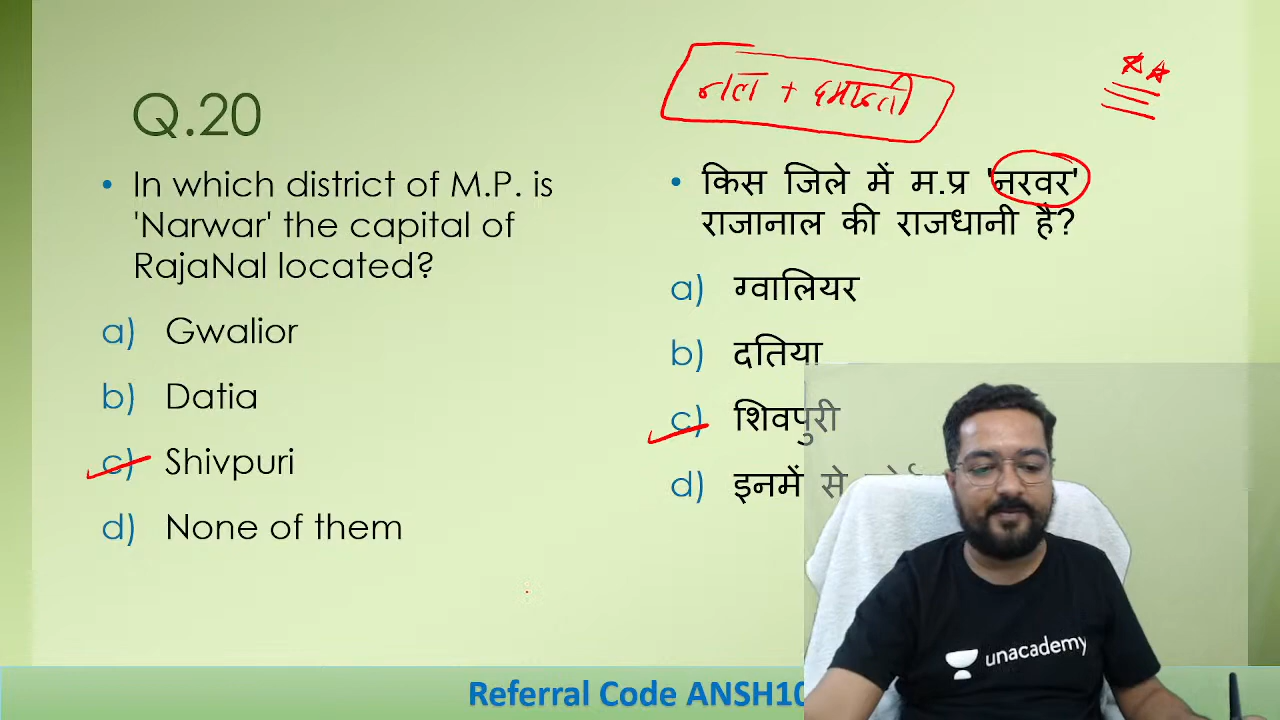 Q.20
• In which district of M.P. is
'Narwar' the capital of
RajaNal located?
a) Gwalior
b) Datia
c) Shivpuri
d) None of them
नल + दमयन्ती
• किस जिले में म.प्र 'नरवर'
राजानाल की राजधानी है?
a) ग्वालियर
b) दतिया
c) शिवपुरी
d) इनमें से
unacademy
Referral Code ANSH10